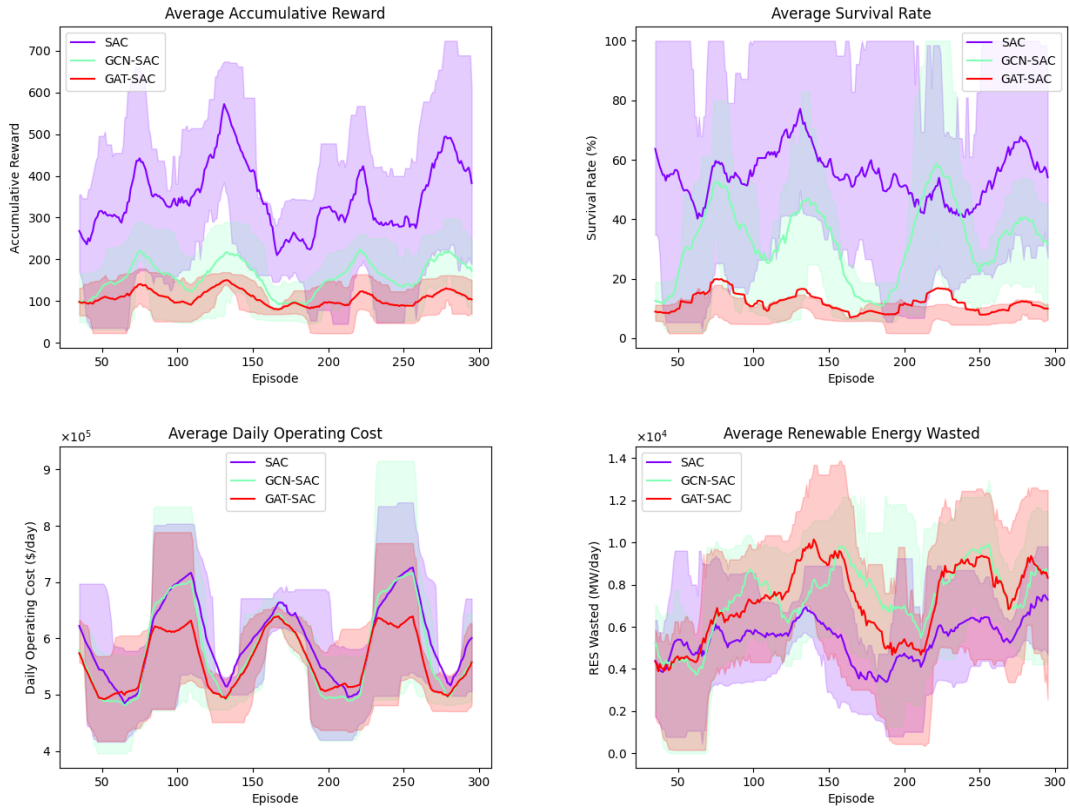 Average Accumulative Reward
SAC
GCN-SAC
GAT-SAC
Accumulative Reward
700
600
500
400
300
200
100
0
50 100 150 200 250 300
Episode
Average Survival Rate
SAC
GCN-SAC
GAT-SAC
Survival Rate (%)
100
80
60
40
20
0
50 100 150 200 250 300
Episode
×10⁵
Average Daily Operating Cost
SAC
GCN-SAC
GAT-SAC
Daily Operating Cost ($/day)
9
8
7
6
5
4
50 100 150 200 250 300
Episode
×10⁴
Average Renewable Energy Wasted
SAC
GCN-SAC
GAT-SAC
RES Wasted (MW/day)
1.4
1.2
1.0
0.8
0.6
0.4
0.2
0.0
50 100 150 200 250 300
Episode